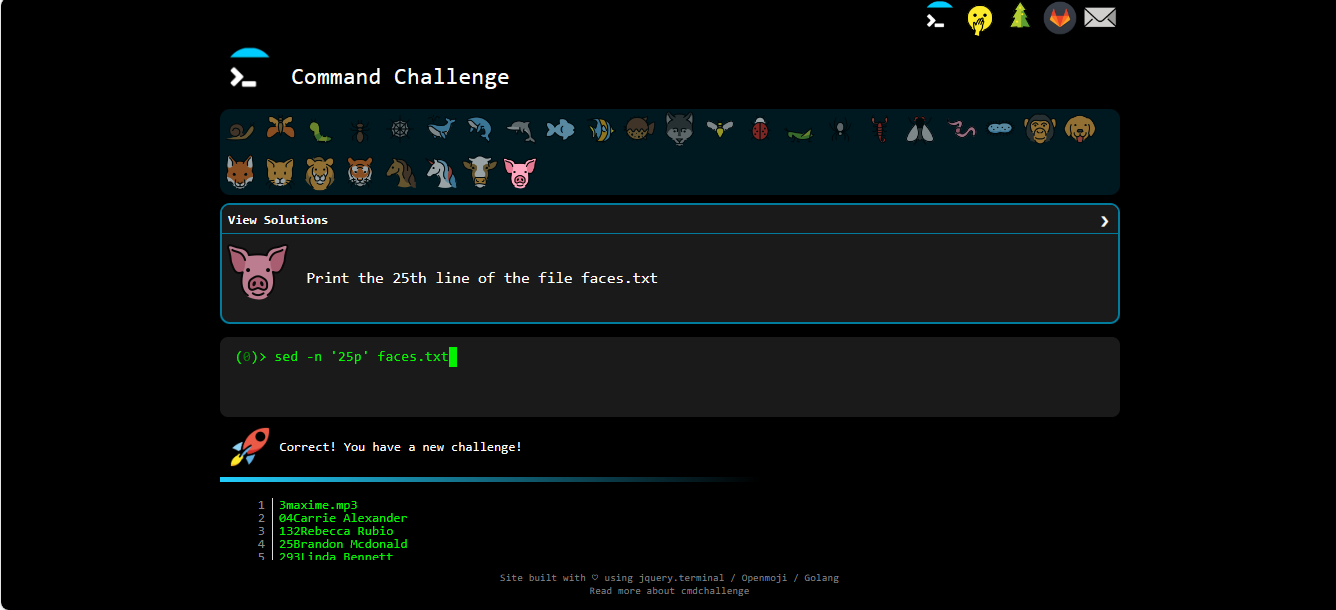 Command Challenge
View Solutions
Print the 25th line of the file faces.txt
(0)> sed -n '25p' faces.txt
Correct! You have a new challenge!
1 3maxime.mp3
2 04Carrie Alexander
3 132Rebecca Rubio
4 25Brandon Mcdonald
5 293Linda Bennett
Site built with ♡ using jquery.terminal / Openmoji / Golang
Read more about cmdchallenge